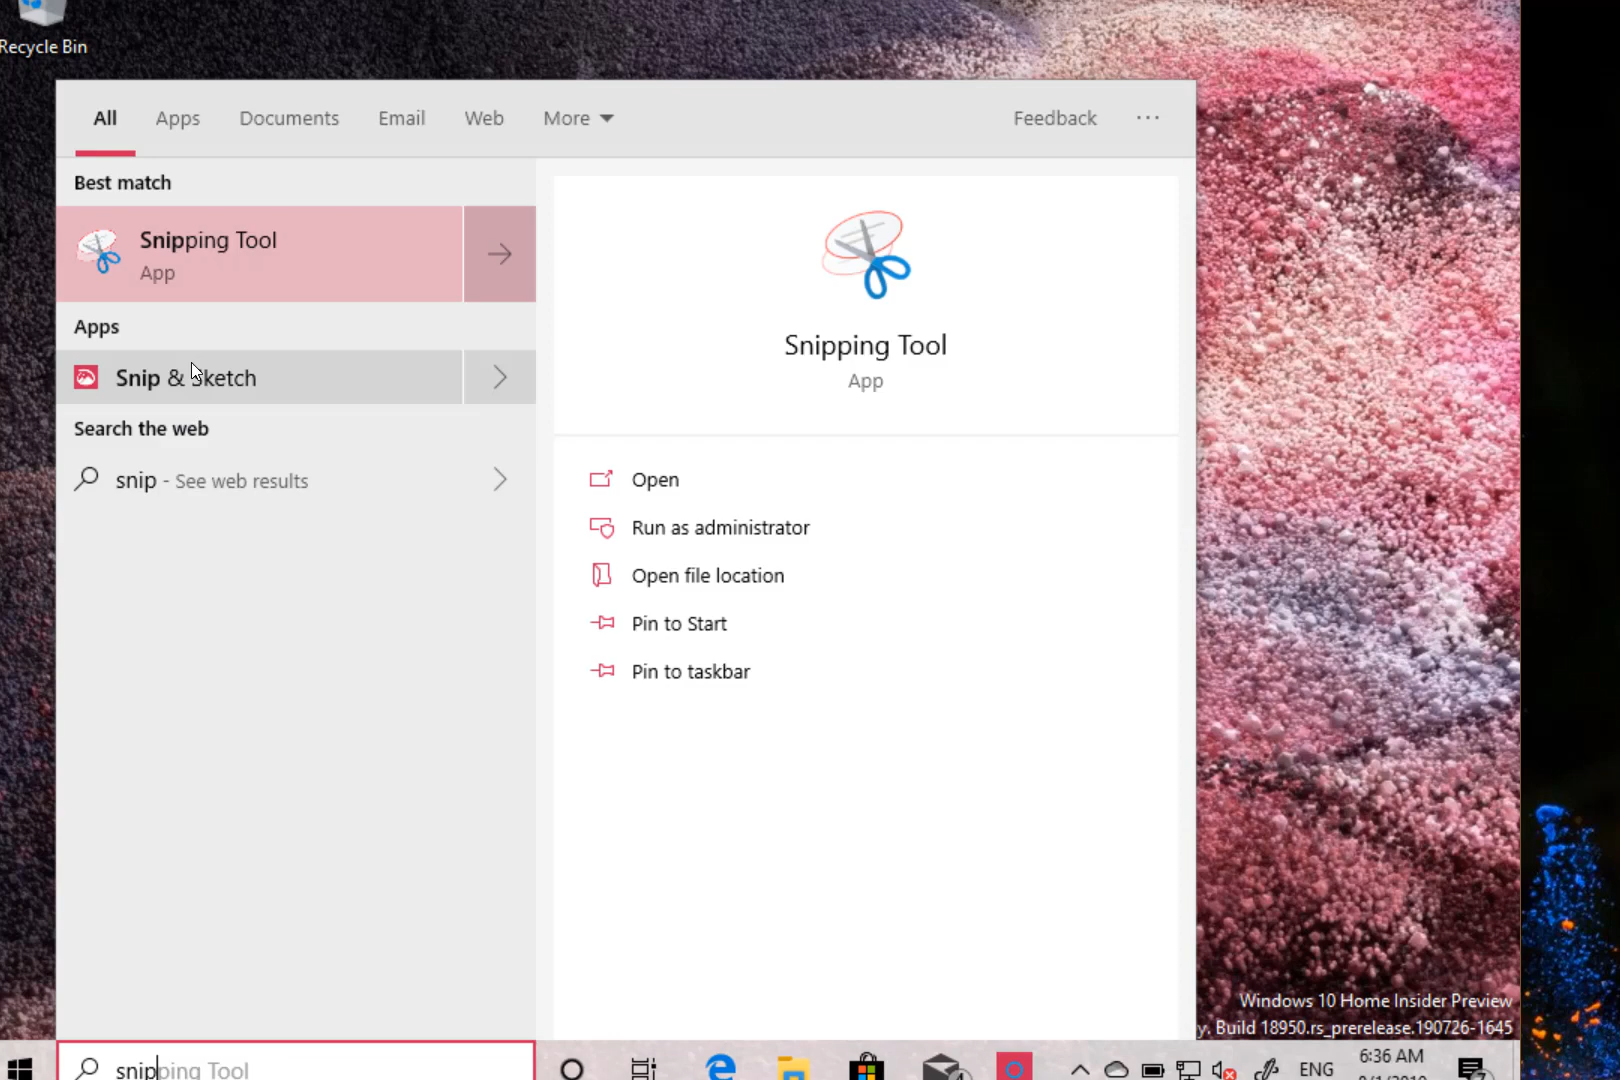 Recycle Bin
All Apps Documents Email Web More Feedback ...
Best match
Snipping Tool
App
Apps
Snip & Sketch
Search the web
snip - See web results
Snipping Tool
App
Open
Run as administrator
Open file location
Pin to Start
Pin to taskbar
Windows 10 Home Insider Preview
y. Build 18950.rs_prerelease.190726-1645
snipping Tool
ENG
6:36 AM